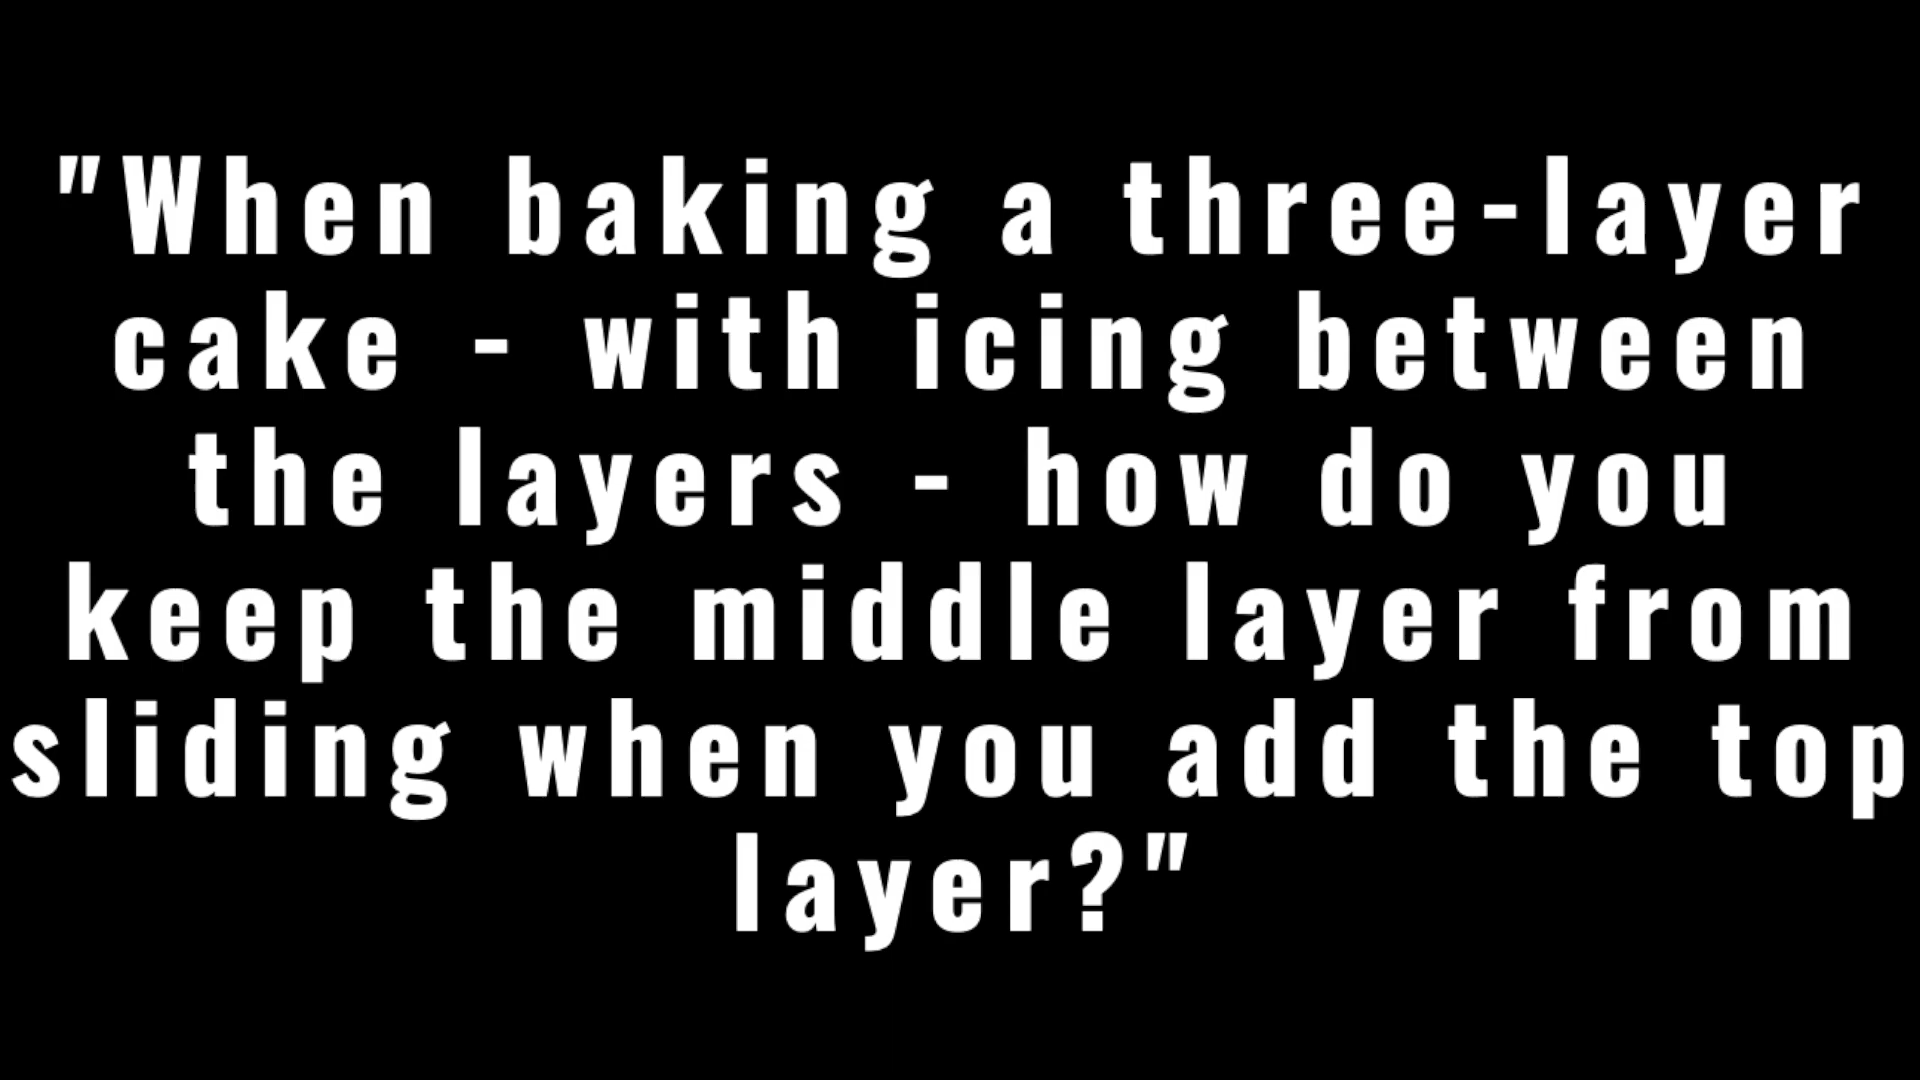 "When baking a three-layer
cake - with icing between
the layers - how do you
keep the middle layer from
sliding when you add the top
layer?"